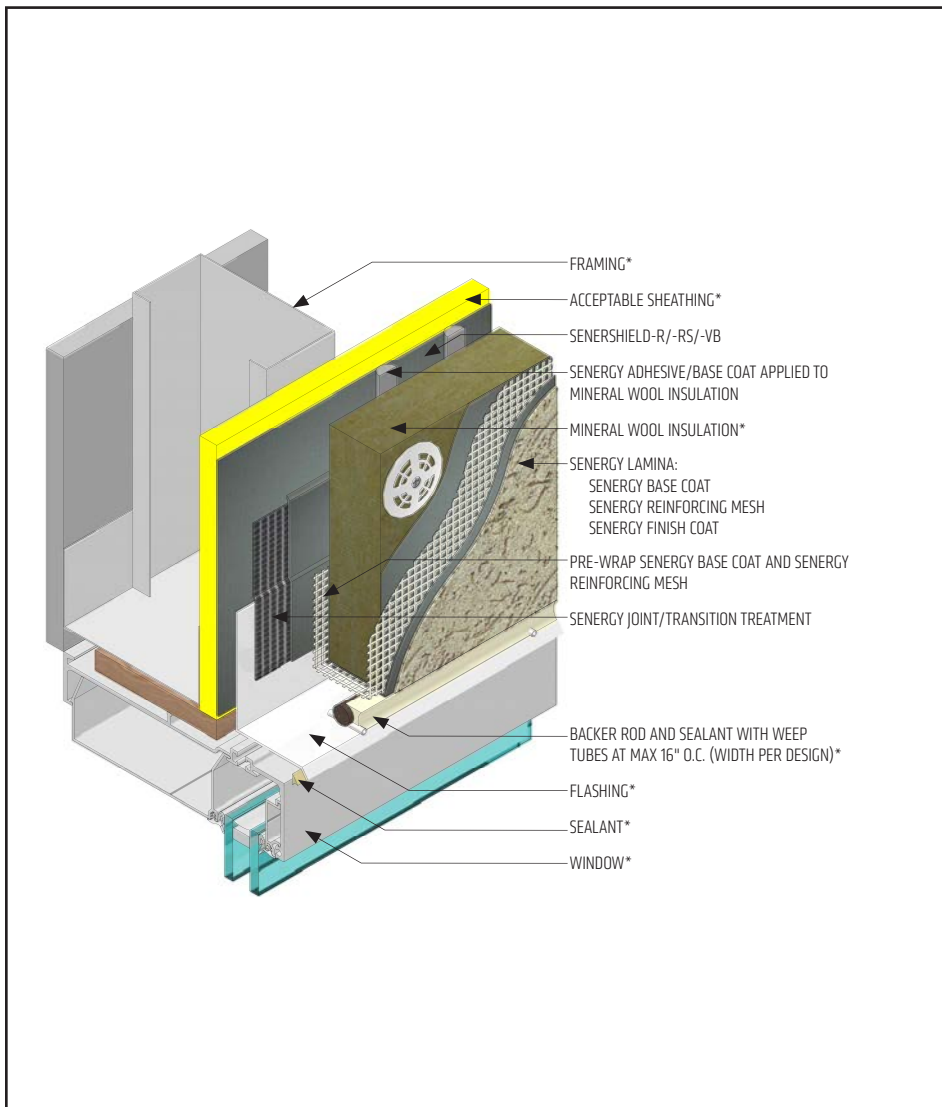 FRAMING*
ACCEPTABLE SHEATHING*
SENERSHIELD-R/-RS/-VB
SENERGY ADHESIVE/BASE COAT APPLIED TO
MINERAL WOOL INSULATION
MINERAL WOOL INSULATION*
SENERGY LAMINA:
SENERGY BASE COAT
SENERGY REINFORCING MESH
SENERGY FINISH COAT
PRE-WRAP SENERGY BASE COAT AND SENERGY
REINFORCING MESH
SENERGY JOINT/TRANSITION TREATMENT
BACKER ROD AND SEALANT WITH WEEP
TUBES AT MAX 16" O.C. (WIDTH PER DESIGN)*
FLASHING*
SEALANT*
WINDOW*